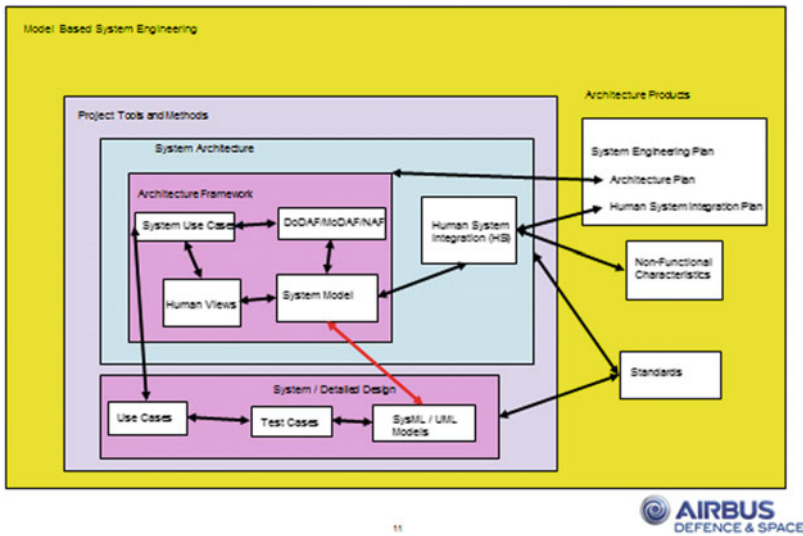 Model Based System Engineering
Architecture Products
Project Tools and Methods
System Architecture
System Engineering Plan
Architecture Plan
Human System Integration Plan
Architecture Framework
System Use Cases
DoDAF/MoDAF/NAF
Human System
Integration (HSI)
Human Views
System Model
Non-Functional
Characteristics
Standards
System / Detailed Design
Use Cases
Test Cases
SysML / UML
Models
AIRBUS
DEFENCE & SPACE
11